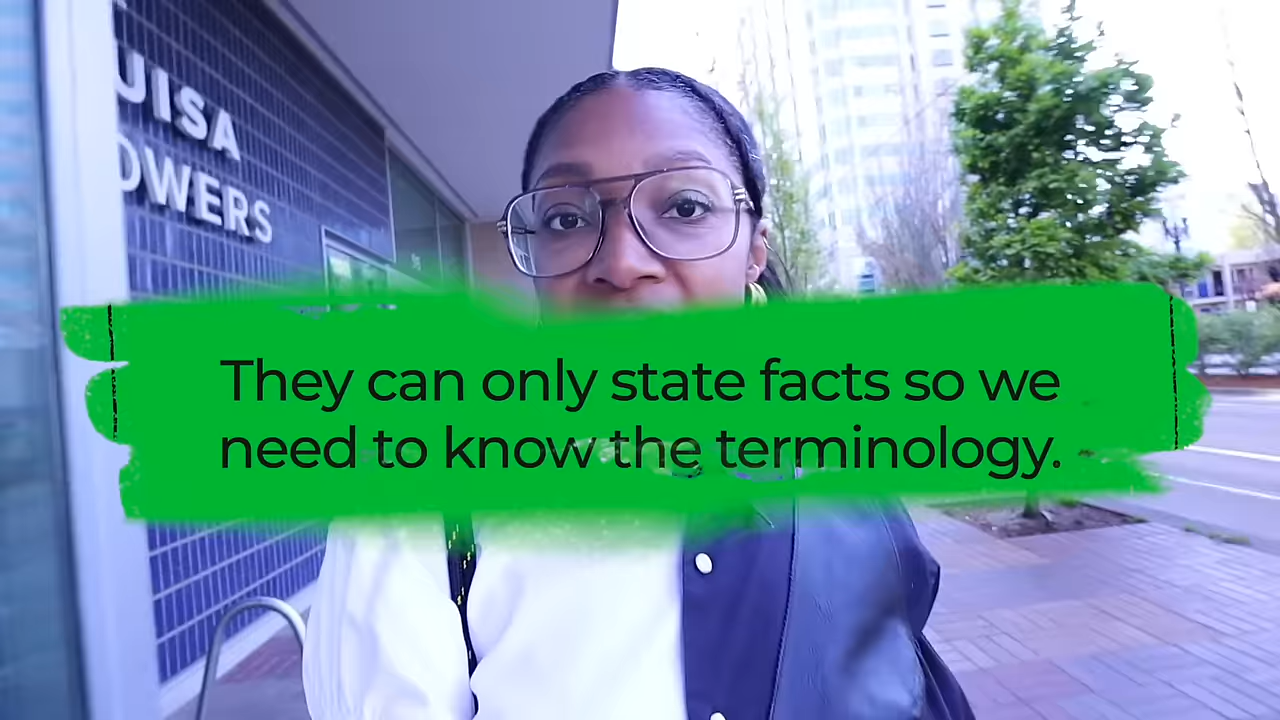 UISA
OWERS
They can only state facts so we
need to know the terminology.